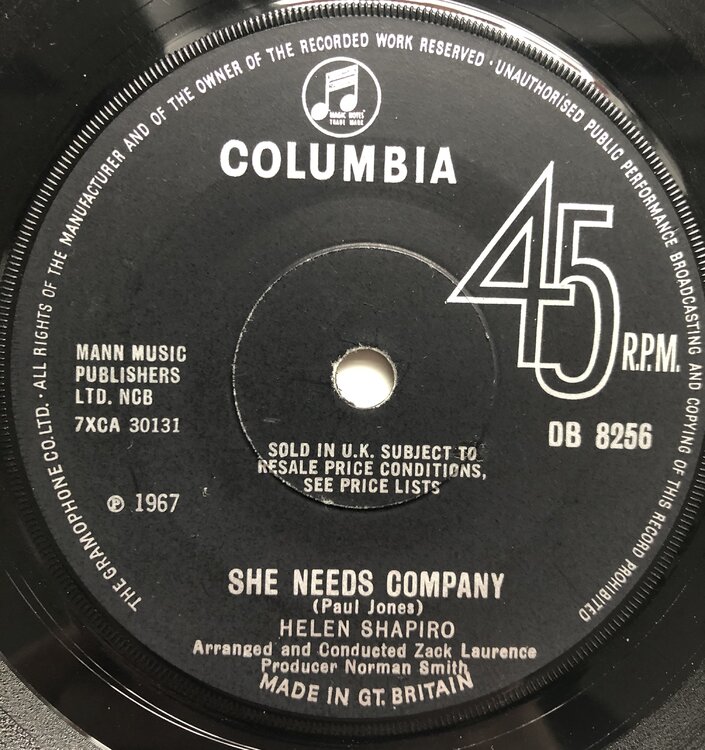 THE GRAMOPHONE CO. LTD. · ALL RIGHTS OF THE MANUFACTURER AND OF THE OWNER OF THE RECORDED WORK RESERVED · UNAUTHORISED PUBLIC PERFORMANCE BROADCASTING AND COPYING OF THIS RECORD PROHIBITED
MAGIC NOTES
TRADE MARK
COLUMBIA
45
R.P.M.
MANN MUSIC
PUBLISHERS
LTD. NCB
7XCA 30131
DB 8256
SOLD IN U.K. SUBJECT TO
RESALE PRICE CONDITIONS,
SEE PRICE LISTS
℗ 1967
SHE NEEDS COMPANY
(Paul Jones)
HELEN SHAPIRO
Arranged and Conducted Zack Laurence
Producer Norman Smith
MADE IN GT. BRITAIN